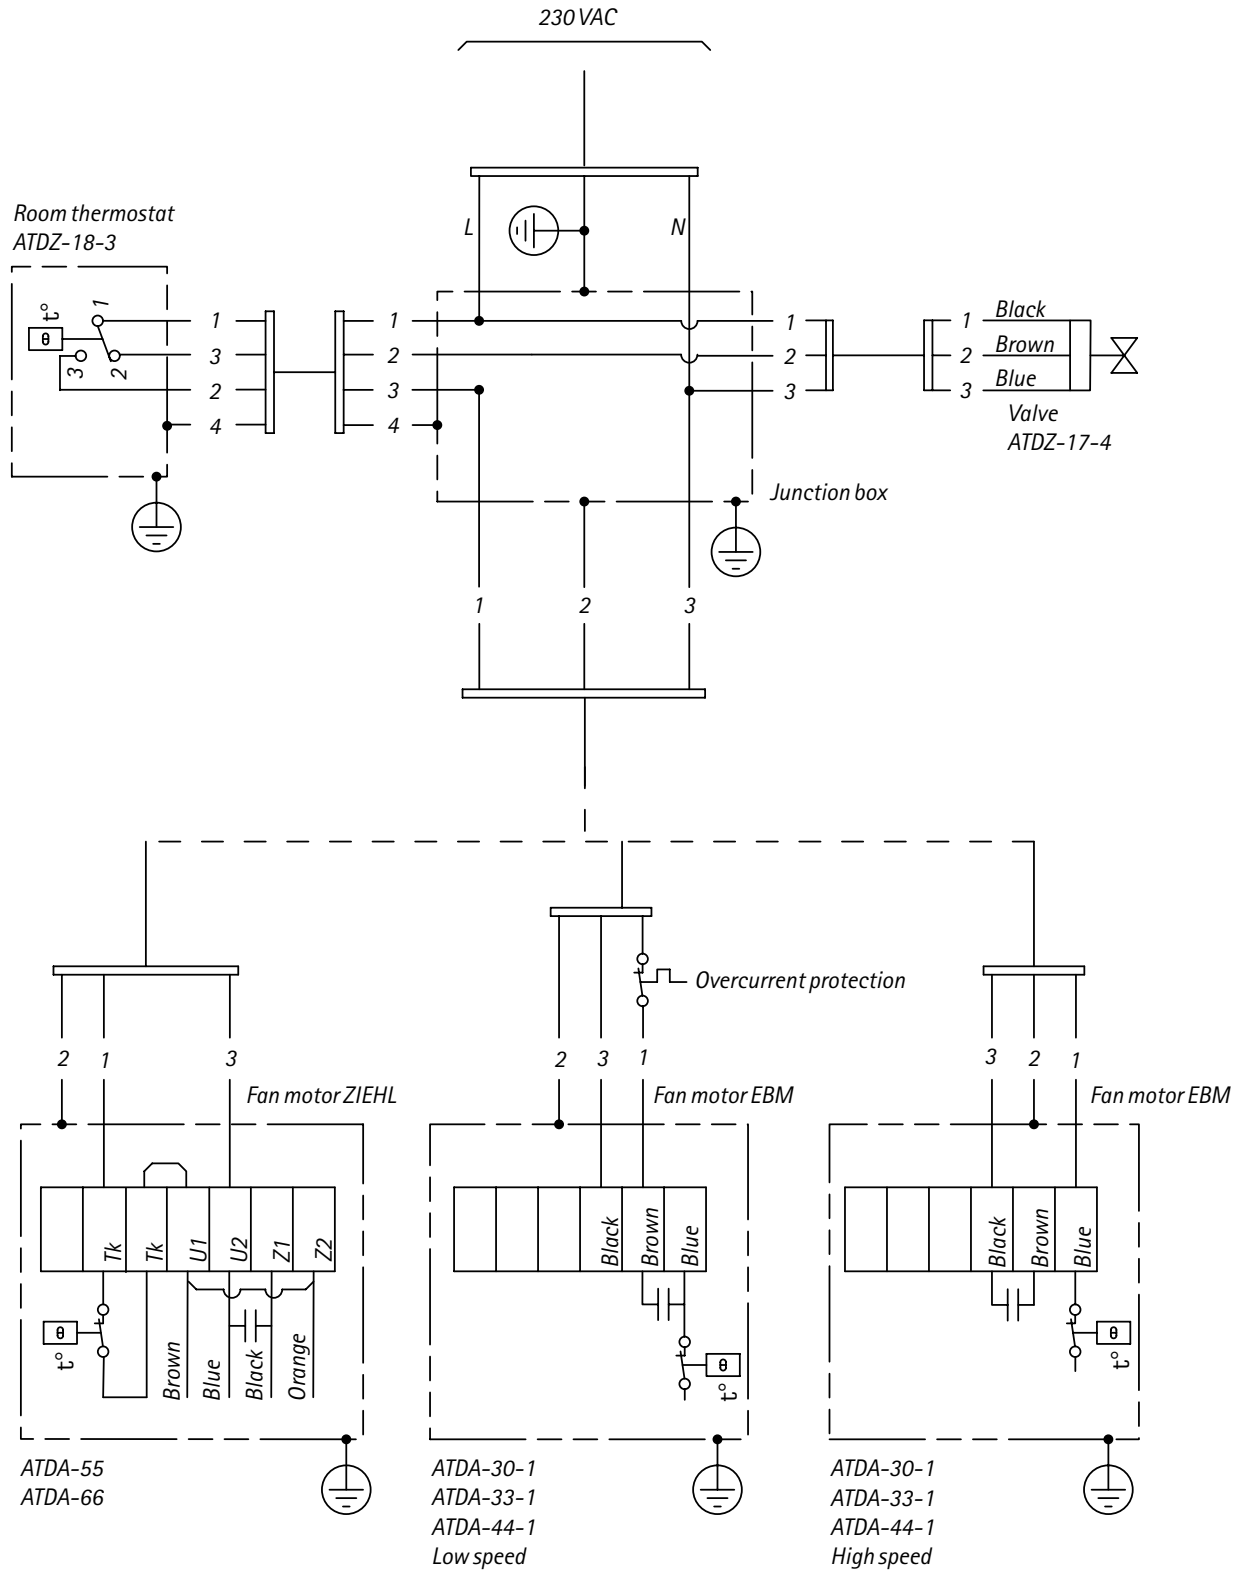 230 VAC
Room thermostat
ATDZ-18-3
L
N
t°
θ
1
3
2
1
3
2
4
1
2
3
4
1
2
3
1 Black
2 Brown
3 Blue
Valve
ATDZ-17-4
Junction box
1 2 3
Overcurrent protection
2 1 3
2 3 1
3 2 1
Fan motor ZIEHL
Fan motor EBM
Fan motor EBM
Tk
Tk
U1
U2
Z1
Z2
Black
Brown
Blue
Black
Brown
Blue
θ
t°
Brown
Blue
Black
Orange
θ
t°
θ
t°
ATDA-55
ATDA-66
ATDA-30-1
ATDA-33-1
ATDA-44-1
Low speed
ATDA-30-1
ATDA-33-1
ATDA-44-1
High speed